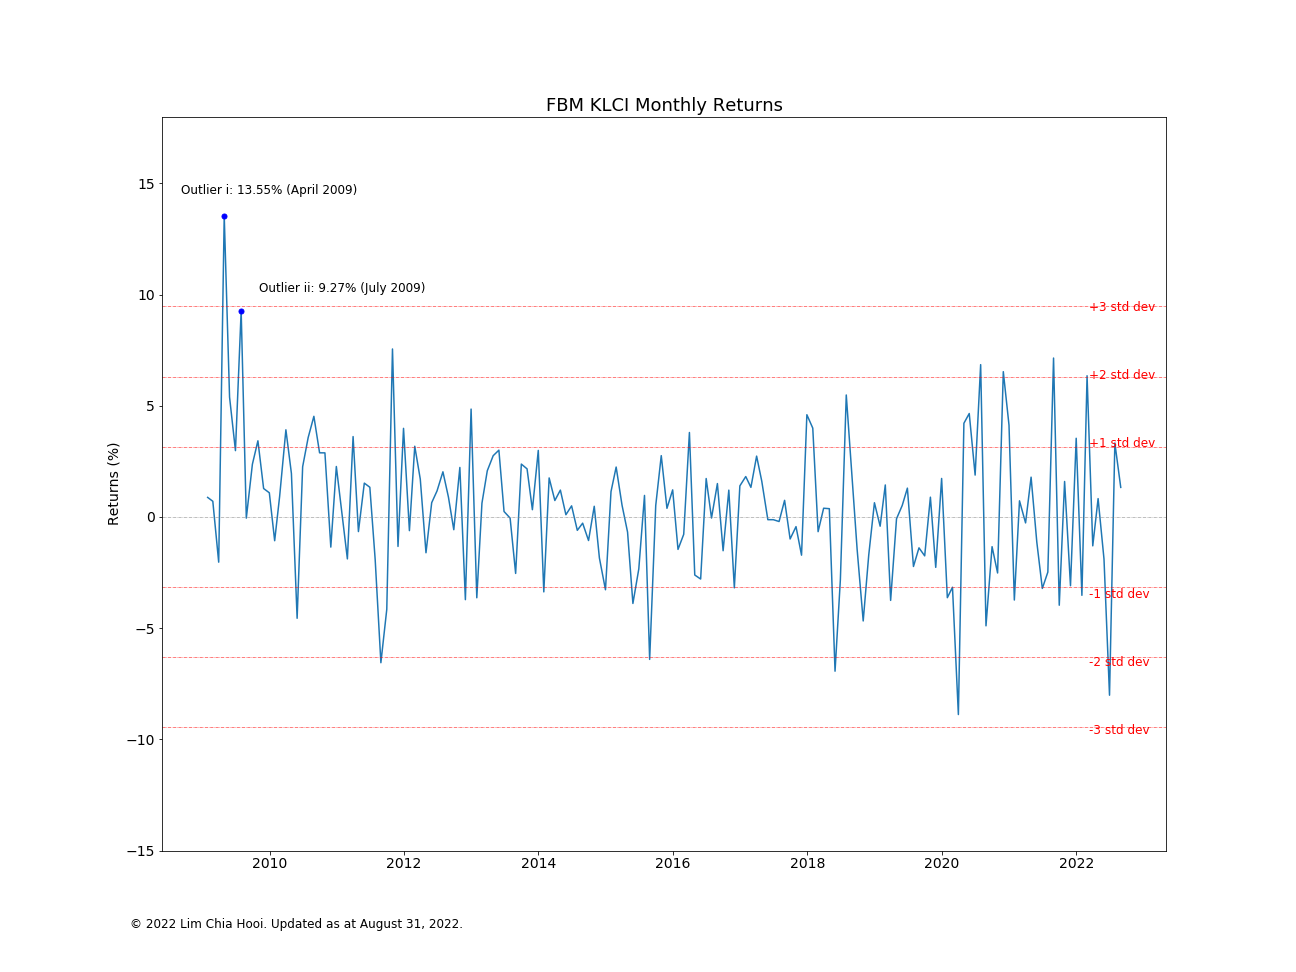 FBM KLCI Monthly Returns
15
Outlier i: 13.55% (April 2009)
Outlier ii: 9.27% (July 2009)
10
+3 std dev
+2 std dev
5
+1 std dev
Returns (%)
0
-1 std dev
−5
-2 std dev
-3 std dev
−10
−15
2010 2012 2014 2016 2018 2020 2022
© 2022 Lim Chia Hooi. Updated as at August 31, 2022.